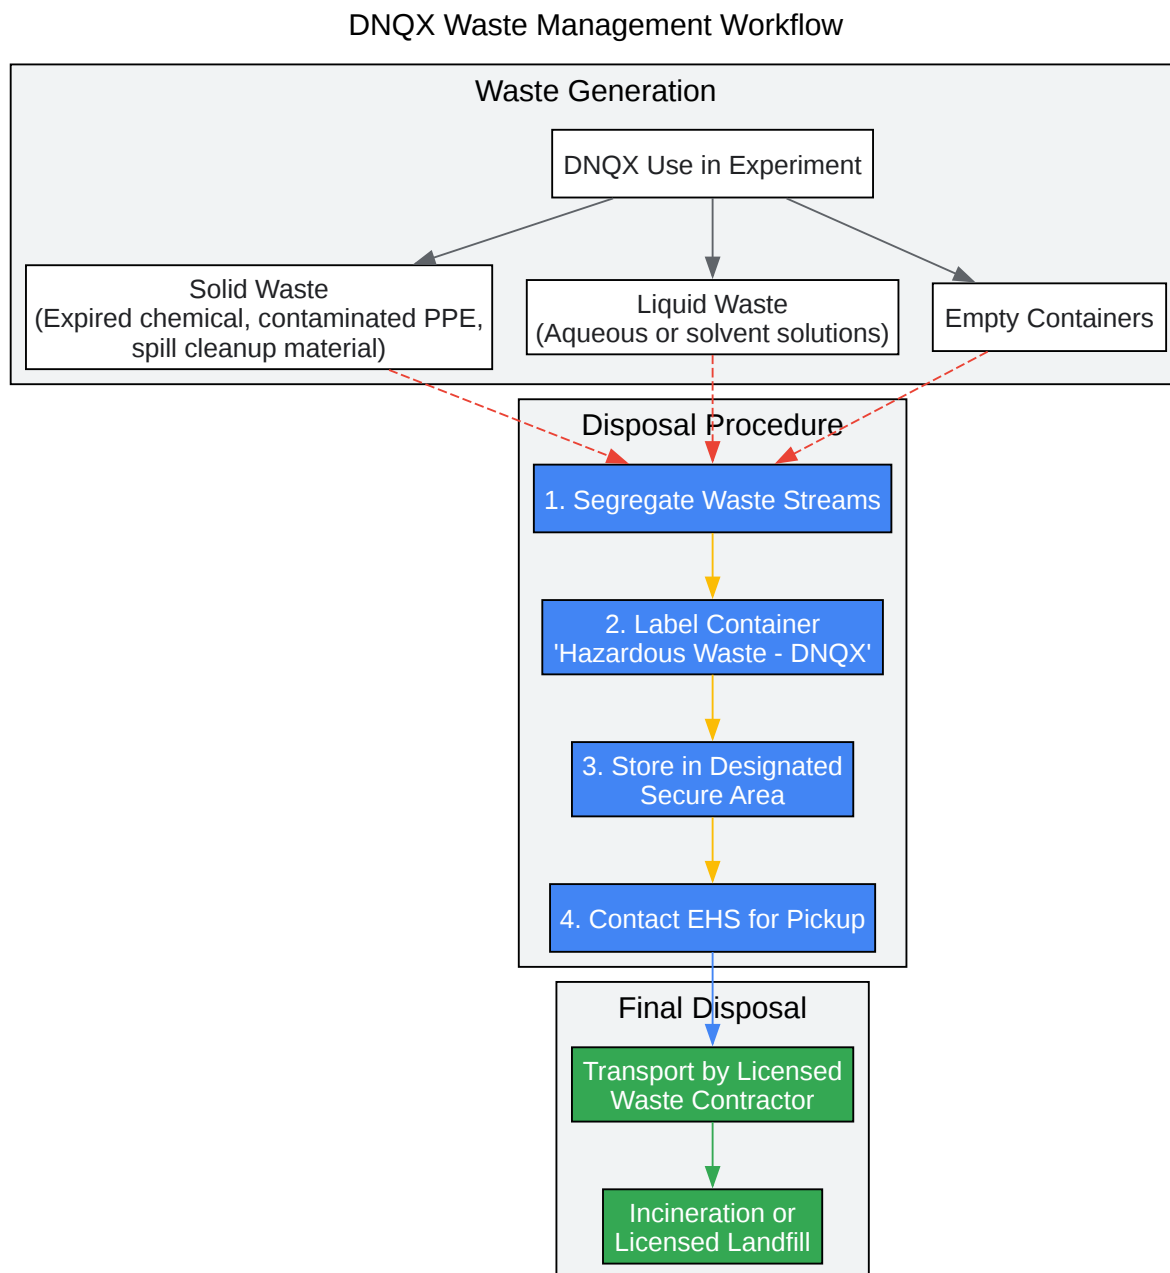 DNQX Waste Management Workflow
Waste Generation
DNQX Use in Experiment
Solid Waste
(Expired chemical, contaminated PPE,
spill cleanup material)
Liquid Waste
(Aqueous or solvent solutions)
Empty Containers
Disposal Procedure
1. Segregate Waste Streams
2. Label Container
'Hazardous Waste - DNQX'
3. Store in Designated
Secure Area
4. Contact EHS for Pickup
Final Disposal
Transport by Licensed
Waste Contractor
Incineration or
Licensed Landfill